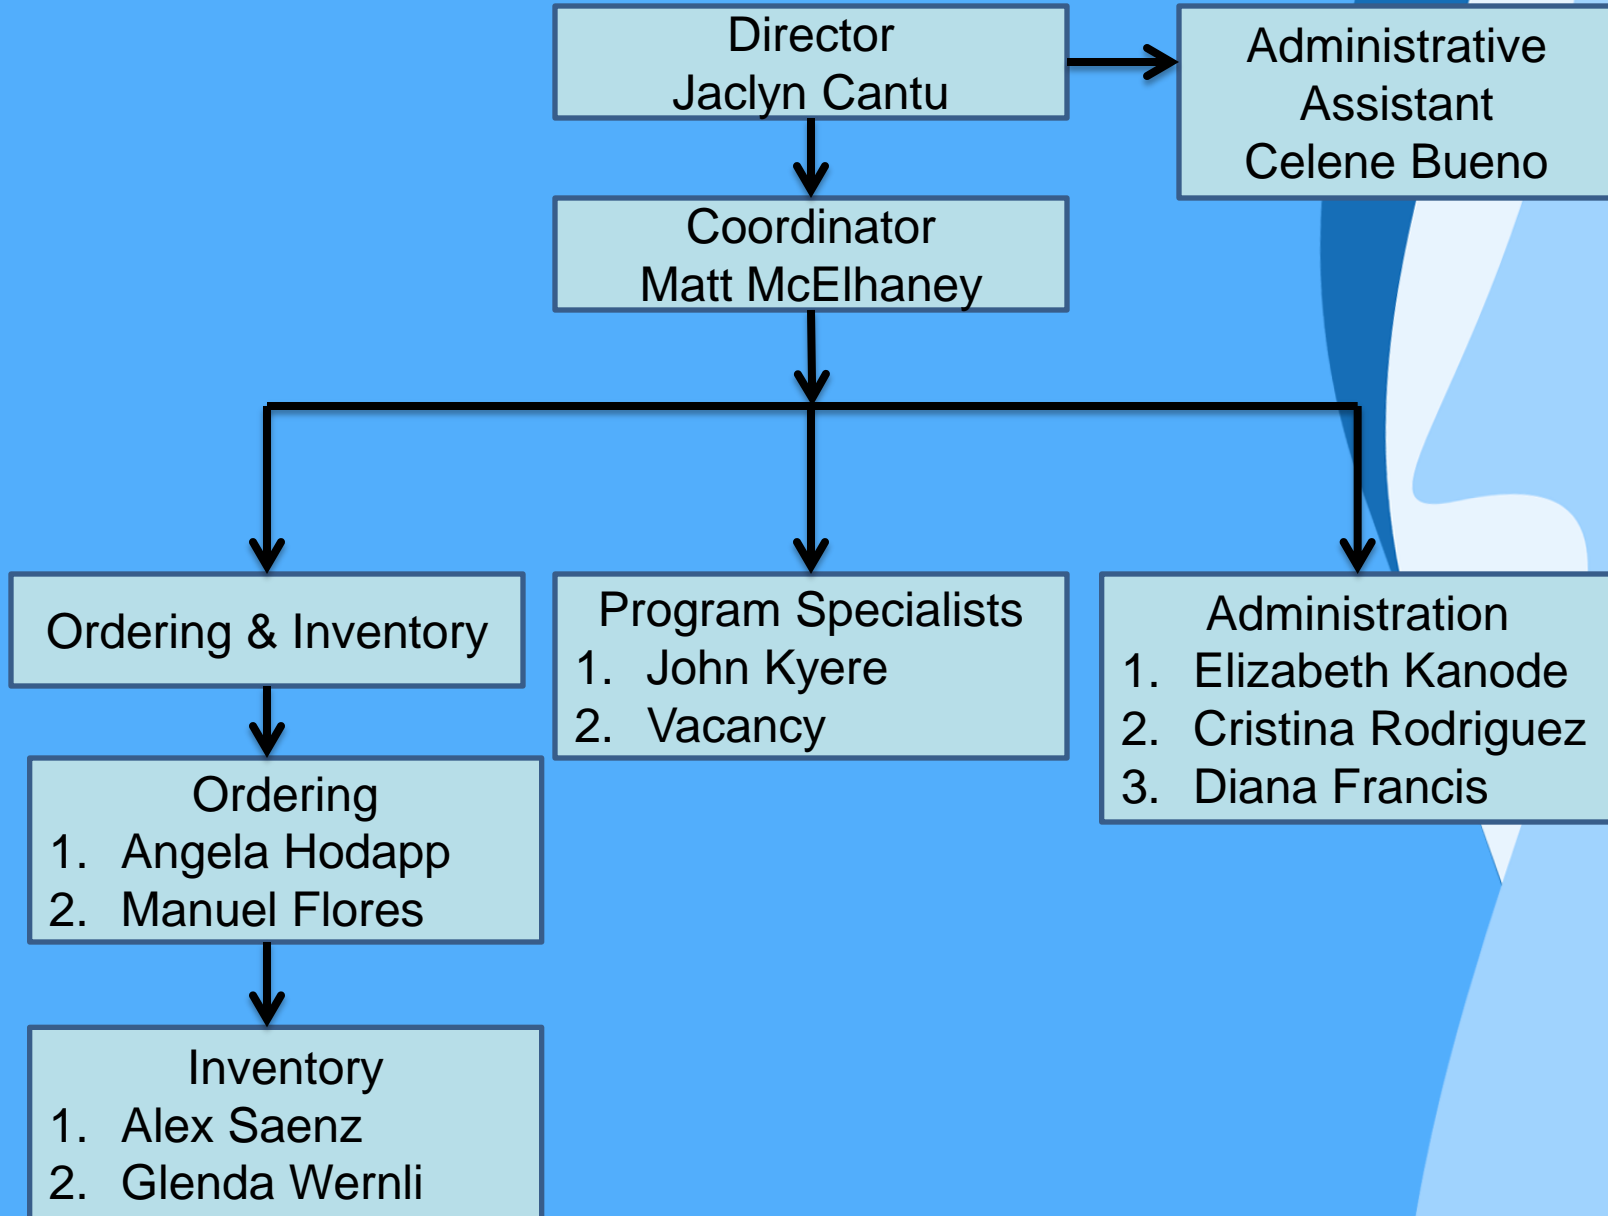 Director
Jaclyn Cantu
Administrative
Assistant
Celene Bueno
Coordinator
Matt McElhaney
Ordering & Inventory
Program Specialists
1. John Kyere
2. Vacancy
Administration
1. Elizabeth Kanode
2. Cristina Rodriguez
3. Diana Francis
Ordering
1. Angela Hodapp
2. Manuel Flores
Inventory
1. Alex Saenz
2. Glenda Wernli